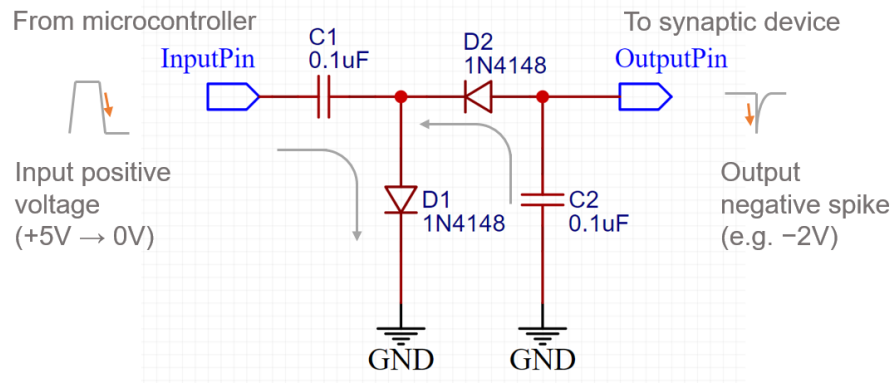 From microcontroller
To synaptic device
InputPin
C1
0.1uF
D2
1N4148
OutputPin
Input positive
voltage
(+5V → 0V)
D1
1N4148
C2
0.1uF
Output
negative spike
(e.g. −2V)
GND
GND